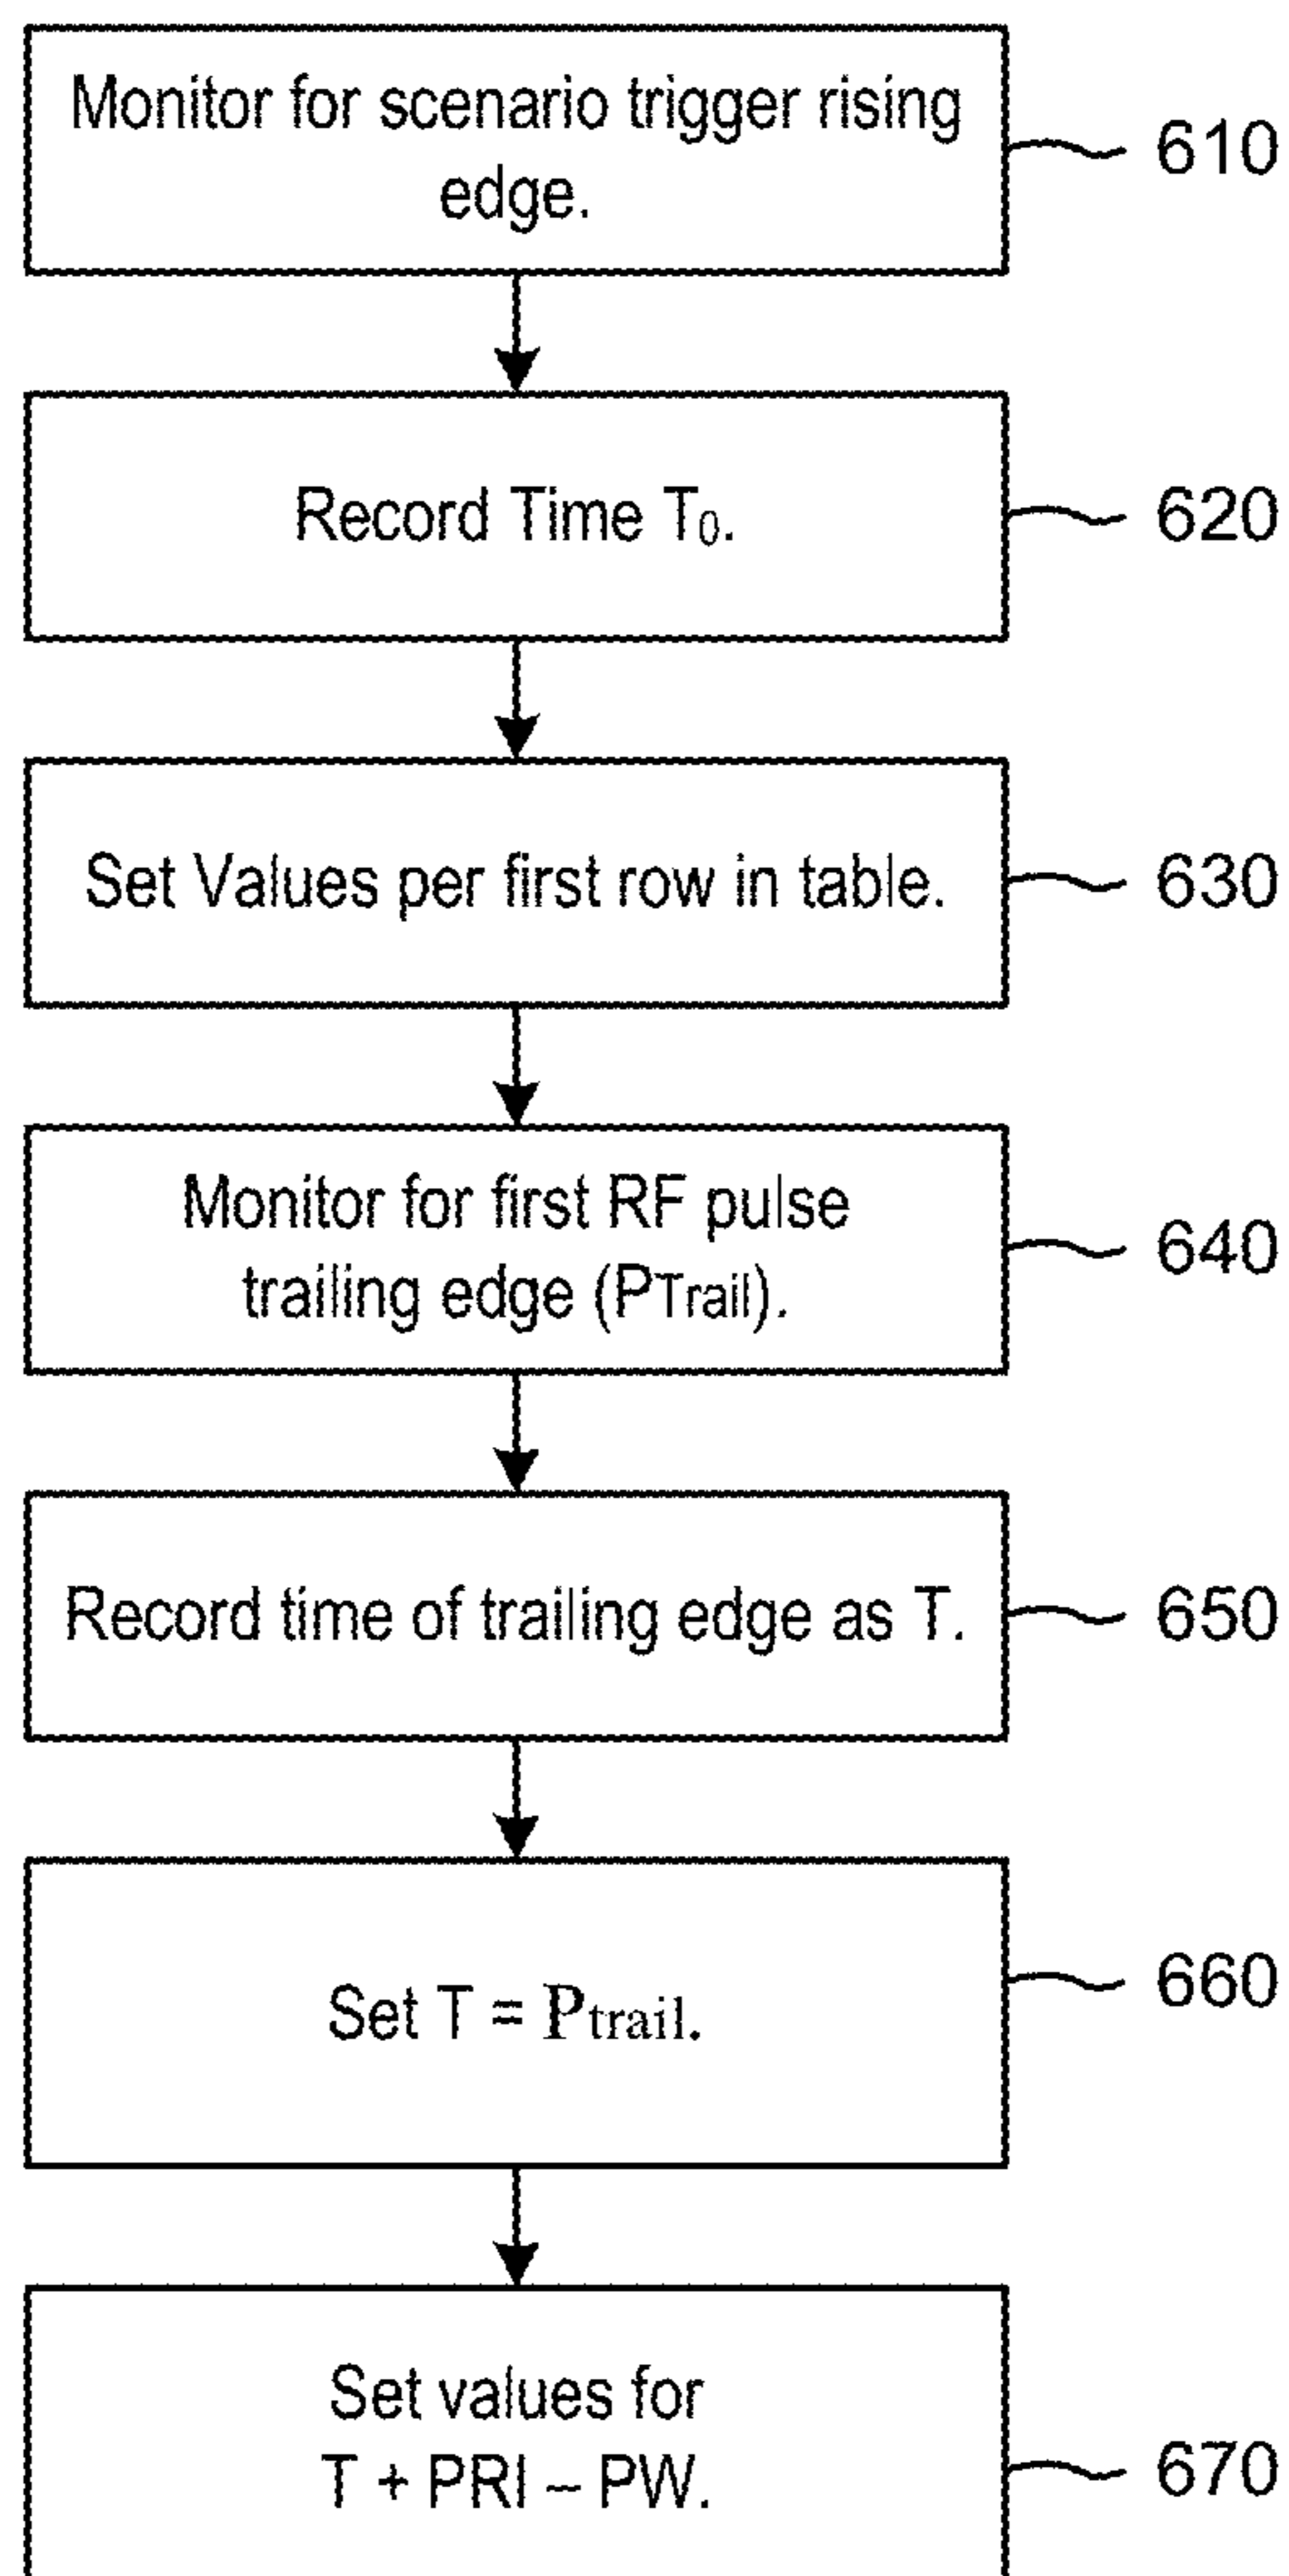 Monitor for scenario trigger rising
edge.
610
Record Time T₀.
620
Set Values per first row in table.
630
Monitor for first RF pulse
trailing edge (PTrail).
640
Record time of trailing edge as T.
650
Set T = Ptrail.
660
Set values for
T + PRI – PW.
670